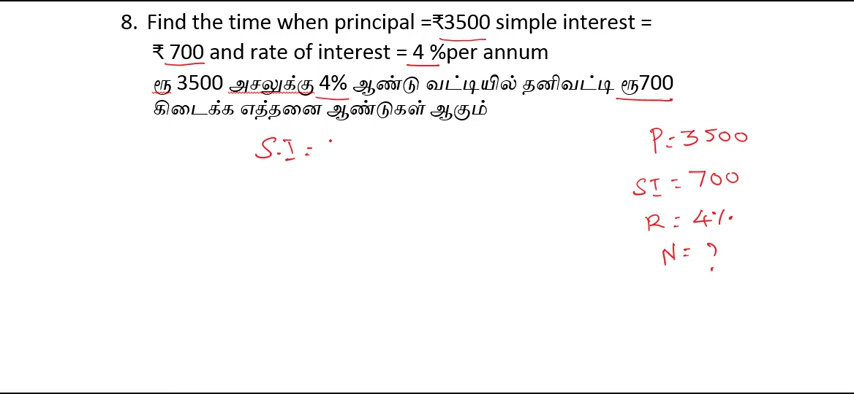 8. Find the time when principal =₹3500 simple interest =
₹ 700 and rate of interest = 4 %per annum
ரூ 3500 அசலுக்கு 4% ஆண்டு வட்டியில் தனிவட்டி ரூ700
கிடைக்க எத்தனை ஆண்டுகள் ஆகும்
S.I =
P = 3500
SI = 700
R = 4%
N = ?